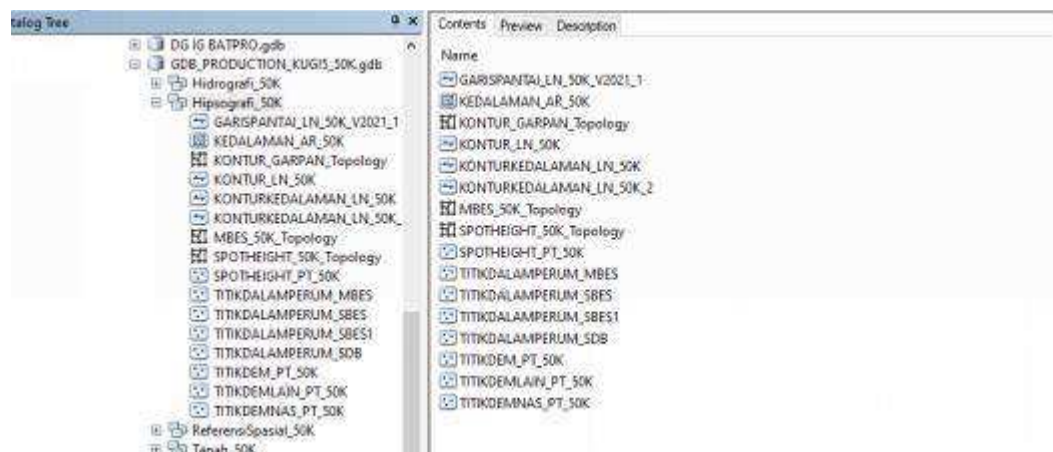 talog Tree
DG IG BATPRO.gdb
GDB_PRODUCTION_KUGI5_50K.gdb
Hidrografi_50K
Hipsografi_50K
GARISPANTAI_LN_50K_V2021_1
KEDALAMAN_AR_50K
KONTUR_GARPAN_Topology
KONTUR_LN_50K
KONTURKEDALAMAN_LN_50K
KONTURKEDALAMAN_LN_50K_
MBES_50K_Topology
SPOTHEIGHT_50K_Topology
SPOTHEIGHT_PT_50K
TITIKDALAMPERUM_MBES
TITIKDALAMPERUM_SBES
TITIKDALAMPERUM_SBES1
TITIKDALAMPERUM_SDB
TITIKDEM_PT_50K
TITIKDEMLAIN_PT_50K
TITIKDEMNAS_PT_50K
ReferensiSpasial_50K
Tanah_50K
Contents Preview Description
Name
GARISPANTAI_LN_50K_V2021_1
KEDALAMAN_AR_50K
KONTUR_GARPAN_Topology
KONTUR_LN_50K
KONTURKEDALAMAN_LN_50K
KONTURKEDALAMAN_LN_50K_2
MBES_50K_Topology
SPOTHEIGHT_50K_Topology
SPOTHEIGHT_PT_50K
TITIKDALAMPERUM_MBES
TITIKDALAMPERUM_SBES
TITIKDALAMPERUM_SBES1
TITIKDALAMPERUM_SDB
TITIKDEM_PT_50K
TITIKDEMLAIN_PT_50K
TITIKDEMNAS_PT_50K